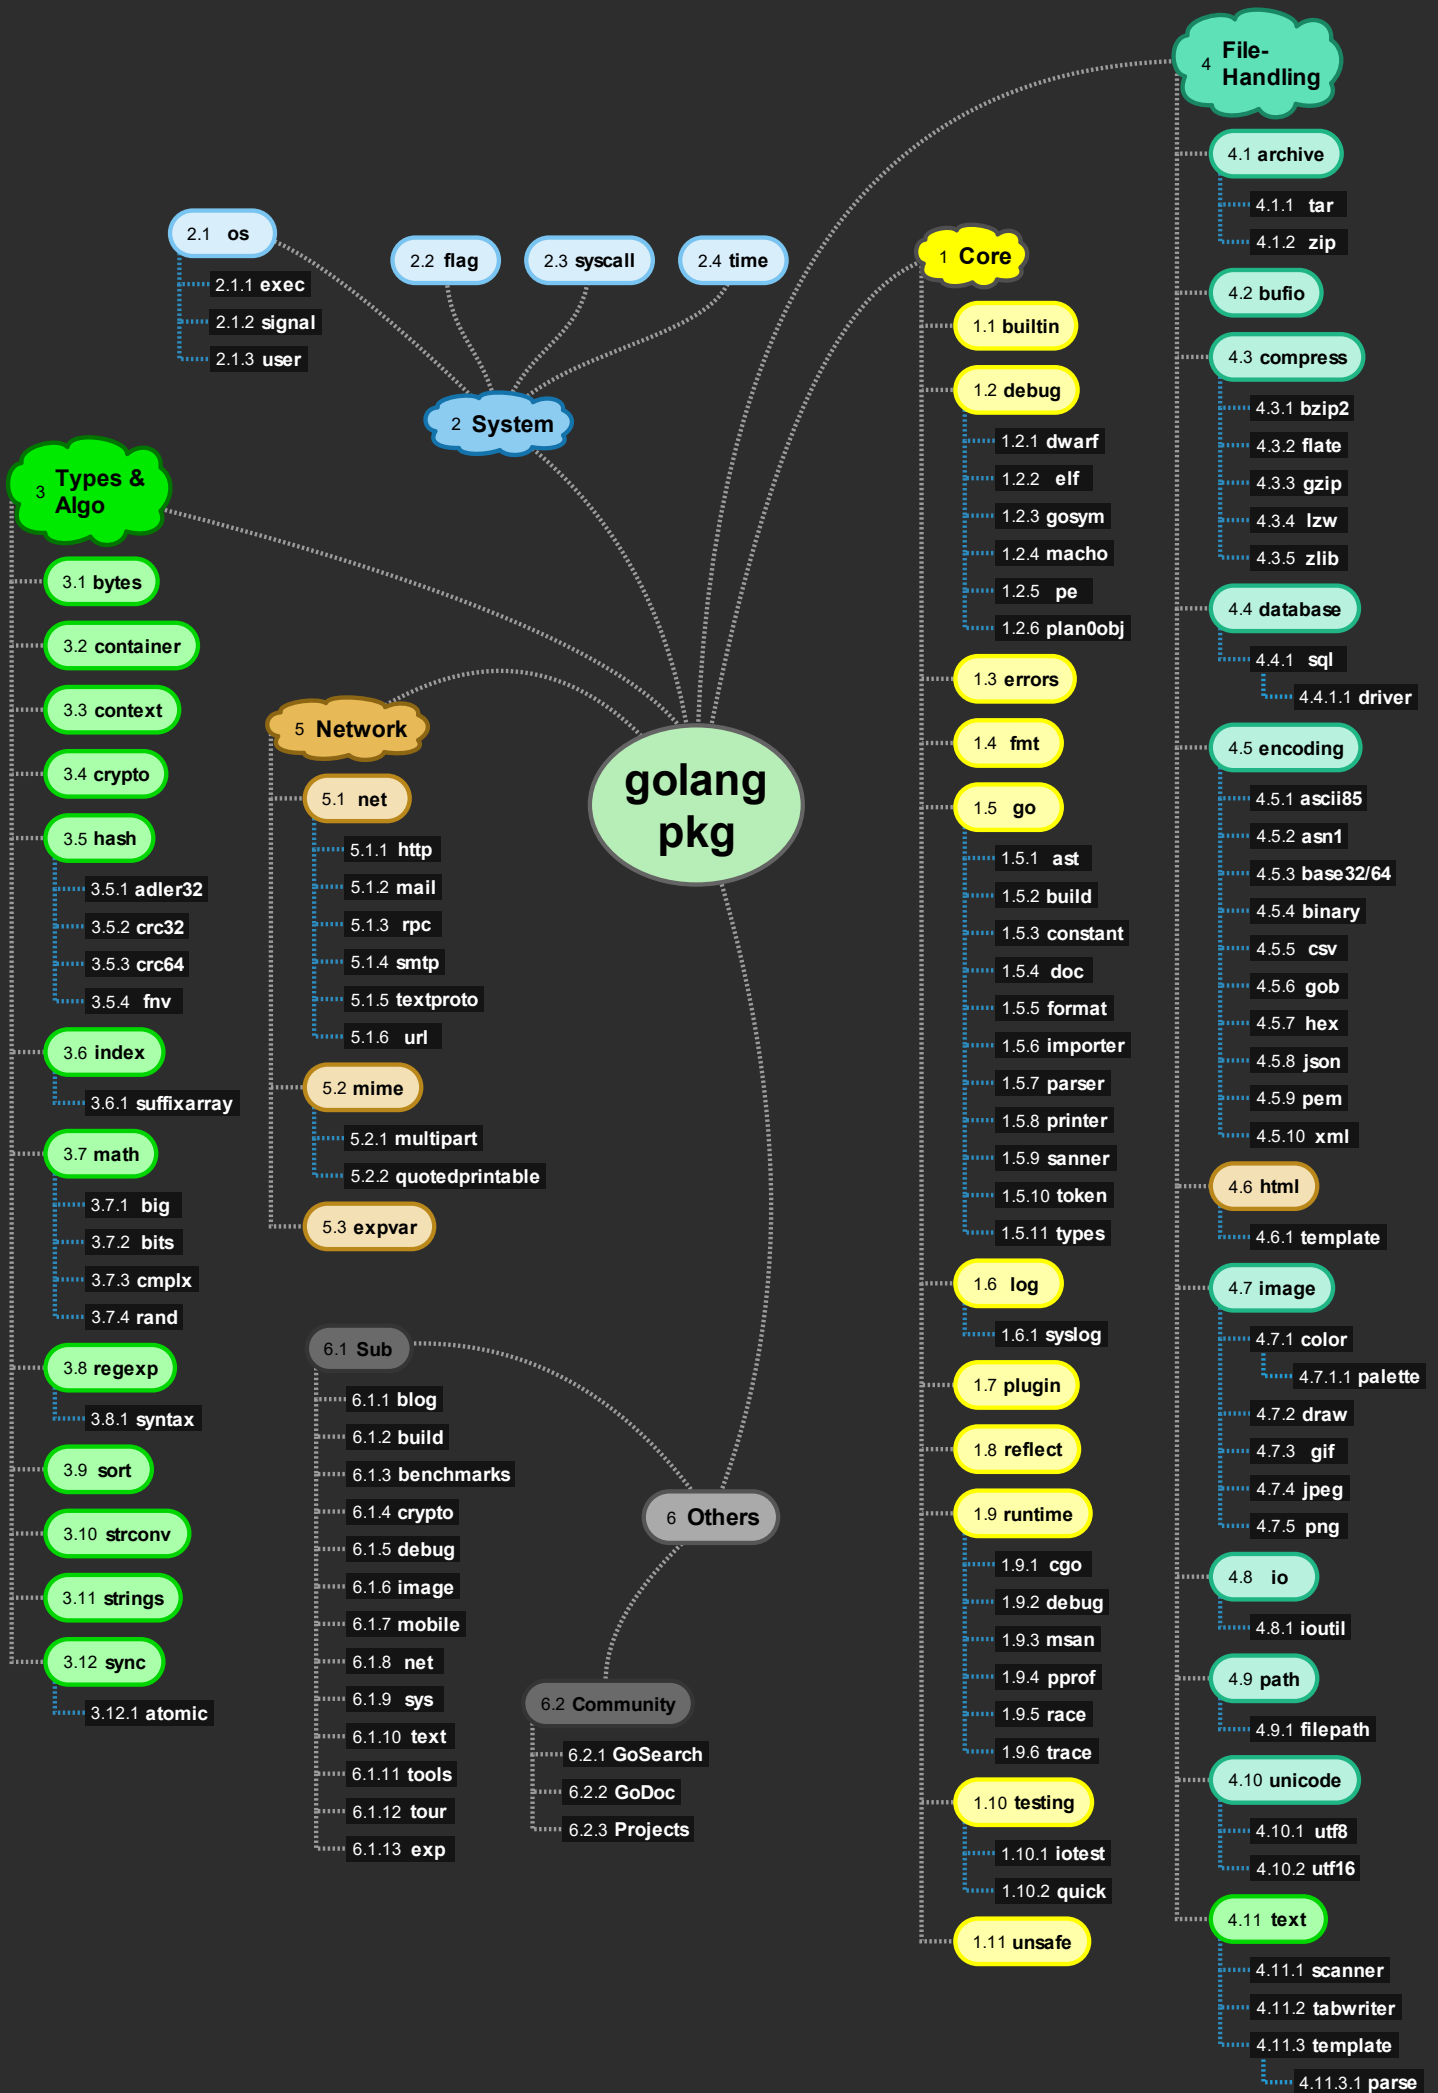 golang
pkg
1 Core
1.1 builtin
1.2 debug
1.2.1 dwarf
1.2.2 elf
1.2.3 gosym
1.2.4 macho
1.2.5 pe
1.2.6 plan0obj
1.3 errors
1.4 fmt
1.5 go
1.5.1 ast
1.5.2 build
1.5.3 constant
1.5.4 doc
1.5.5 format
1.5.6 importer
1.5.7 parser
1.5.8 printer
1.5.9 sanner
1.5.10 token
1.5.11 types
1.6 log
1.6.1 syslog
1.7 plugin
1.8 reflect
1.9 runtime
1.9.1 cgo
1.9.2 debug
1.9.3 msan
1.9.4 pprof
1.9.5 race
1.9.6 trace
1.10 testing
1.10.1 iotest
1.10.2 quick
1.11 unsafe
2 System
2.1 os
2.1.1 exec
2.1.2 signal
2.1.3 user
2.2 flag
2.3 syscall
2.4 time
3 Types &
Algo
3.1 bytes
3.2 container
3.3 context
3.4 crypto
3.5 hash
3.5.1 adler32
3.5.2 crc32
3.5.3 crc64
3.5.4 fnv
3.6 index
3.6.1 suffixarray
3.7 math
3.7.1 big
3.7.2 bits
3.7.3 cmplx
3.7.4 rand
3.8 regexp
3.8.1 syntax
3.9 sort
3.10 strconv
3.11 strings
3.12 sync
3.12.1 atomic
4 File-
Handling
4.1 archive
4.1.1 tar
4.1.2 zip
4.2 bufio
4.3 compress
4.3.1 bzip2
4.3.2 flate
4.3.3 gzip
4.3.4 lzw
4.3.5 zlib
4.4 database
4.4.1 sql
4.4.1.1 driver
4.5 encoding
4.5.1 ascii85
4.5.2 asn1
4.5.3 base32/64
4.5.4 binary
4.5.5 csv
4.5.6 gob
4.5.7 hex
4.5.8 json
4.5.9 pem
4.5.10 xml
4.6 html
4.6.1 template
4.7 image
4.7.1 color
4.7.1.1 palette
4.7.2 draw
4.7.3 gif
4.7.4 jpeg
4.7.5 png
4.8 io
4.8.1 ioutil
4.9 path
4.9.1 filepath
4.10 unicode
4.10.1 utf8
4.10.2 utf16
4.11 text
4.11.1 scanner
4.11.2 tabwriter
4.11.3 template
4.11.3.1 parse
5 Network
5.1 net
5.1.1 http
5.1.2 mail
5.1.3 rpc
5.1.4 smtp
5.1.5 textproto
5.1.6 url
5.2 mime
5.2.1 multipart
5.2.2 quotedprintable
5.3 expvar
6 Others
6.1 Sub
6.1.1 blog
6.1.2 build
6.1.3 benchmarks
6.1.4 crypto
6.1.5 debug
6.1.6 image
6.1.7 mobile
6.1.8 net
6.1.9 sys
6.1.10 text
6.1.11 tools
6.1.12 tour
6.1.13 exp
6.2 Community
6.2.1 GoSearch
6.2.2 GoDoc
6.2.3 Projects